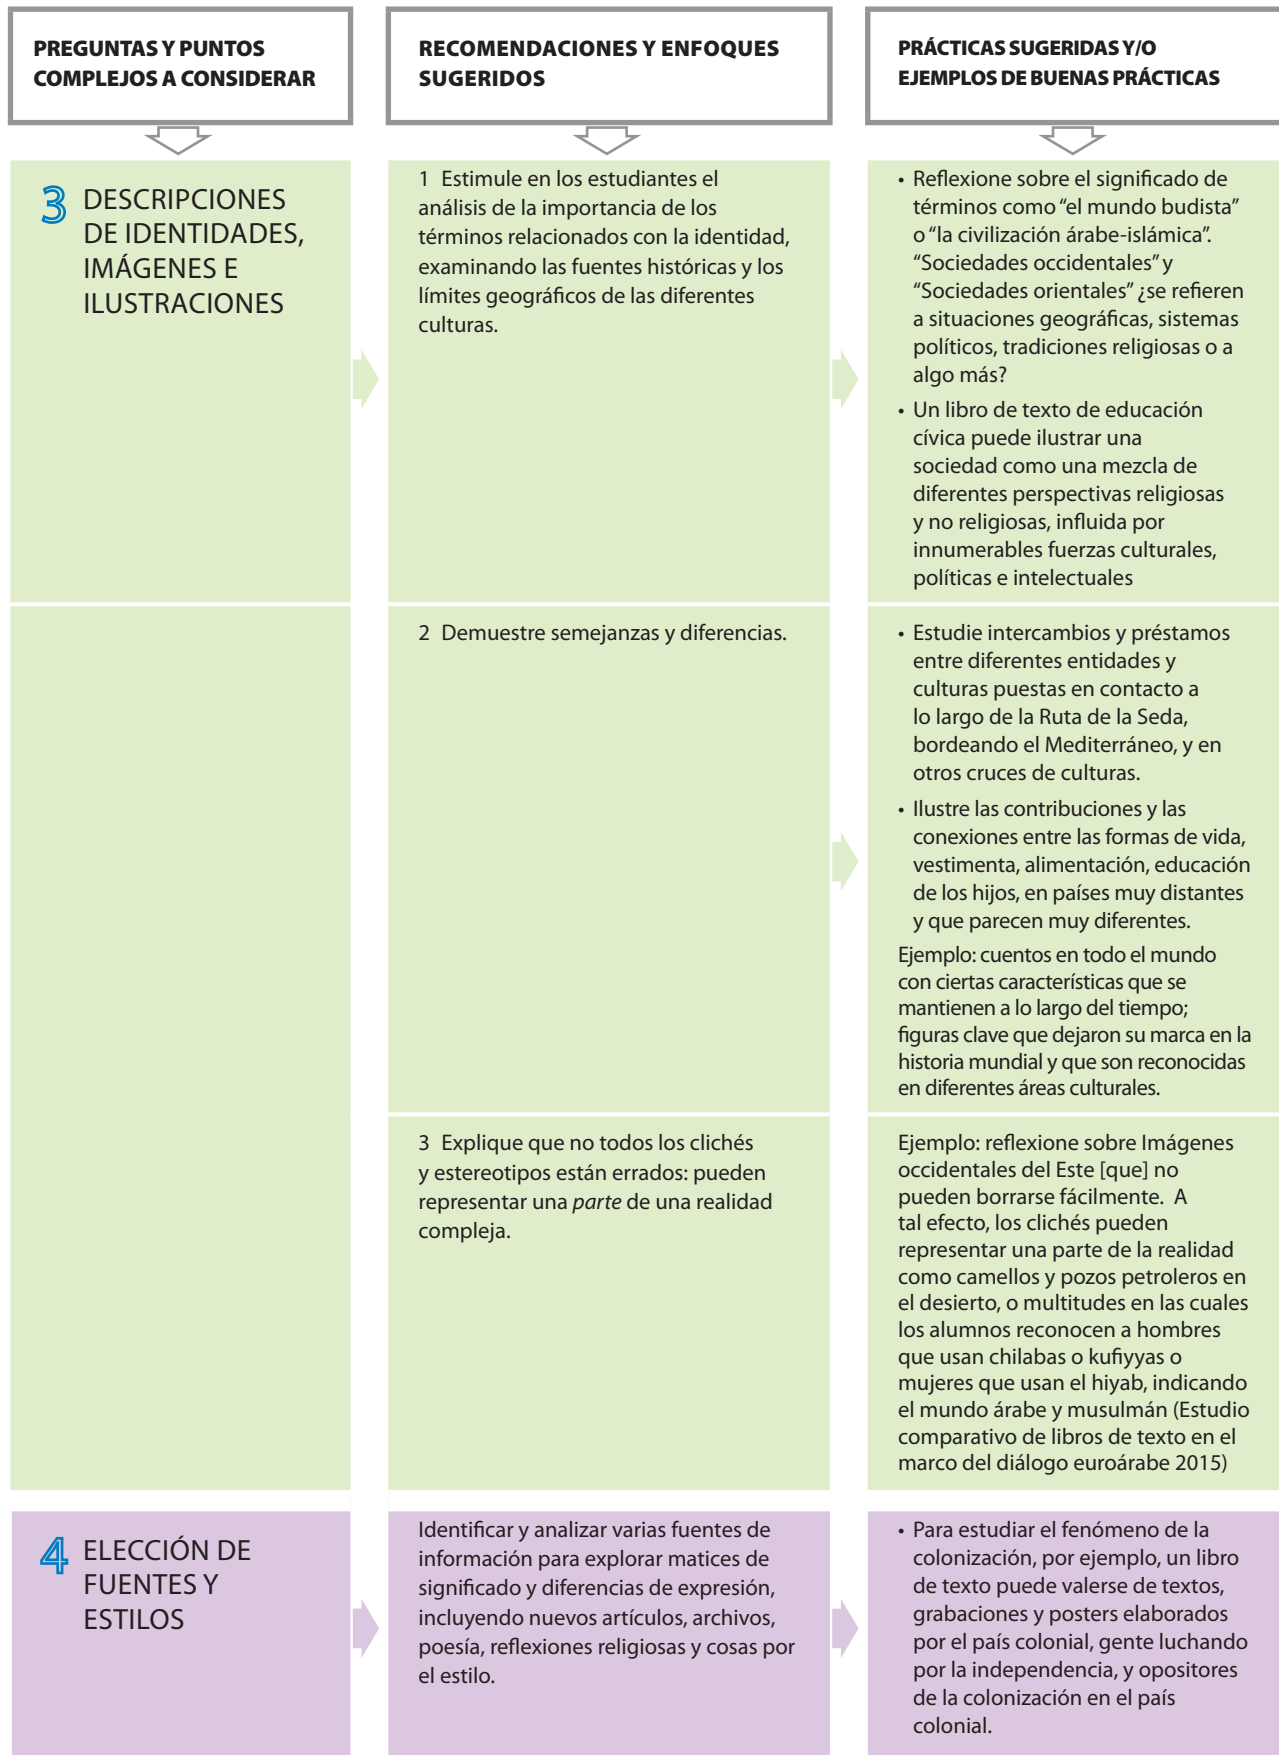 PREGUNTAS Y PUNTOS
COMPLEJOS A CONSIDERAR
RECOMENDACIONES Y ENFOQUES
SUGERIDOS
PRÁCTICAS SUGERIDAS Y/O
EJEMPLOS DE BUENAS PRÁCTICAS
3 DESCRIPCIONES
DE IDENTIDADES,
IMÁGENES E
ILUSTRACIONES
1 Estimule en los estudiantes el
análisis de la importancia de los
términos relacionados con la identidad,
examinando las fuentes históricas y los
límites geográficos de las diferentes
culturas.
• Reflexione sobre el significado de
términos como “el mundo budista”
o “la civilización árabe-islámica”.
“Sociedades occidentales” y
“Sociedades orientales” ¿se refieren
a situaciones geográficas, sistemas
políticos, tradiciones religiosas o a
algo más?
• Un libro de texto de educación
cívica puede ilustrar una
sociedad como una mezcla de
diferentes perspectivas religiosas
y no religiosas, influida por
innumerables fuerzas culturales,
políticas e intelectuales
2 Demuestre semejanzas y diferencias.
• Estudie intercambios y préstamos
entre diferentes entidades y
culturas puestas en contacto a
lo largo de la Ruta de la Seda,
bordeando el Mediterráneo, y en
otros cruces de culturas.
• Ilustre las contribuciones y las
conexiones entre las formas de vida,
vestimenta, alimentación, educación
de los hijos, en países muy distantes
y que parecen muy diferentes.
Ejemplo: cuentos en todo el mundo
con ciertas características que se
mantienen a lo largo del tiempo;
figuras clave que dejaron su marca en la
historia mundial y que son reconocidas
en diferentes áreas culturales.
3 Explique que no todos los clichés
y estereotipos están errados: pueden
representar una parte de una realidad
compleja.
Ejemplo: reflexione sobre Imágenes
occidentales del Este [que] no
pueden borrarse fácilmente. A
tal efecto, los clichés pueden
representar una parte de la realidad
como camellos y pozos petroleros en
el desierto, o multitudes en las cuales
los alumnos reconocen a hombres
que usan chilabas o kufiyyas o
mujeres que usan el hiyab, indicando
el mundo árabe y musulmán (Estudio
comparativo de libros de texto en el
marco del diálogo euroárabe 2015)
4 ELECCIÓN DE
FUENTES Y
ESTILOS
Identificar y analizar varias fuentes de
información para explorar matices de
significado y diferencias de expresión,
incluyendo nuevos artículos, archivos,
poesía, reflexiones religiosas y cosas por
el estilo.
• Para estudiar el fenómeno de la
colonización, por ejemplo, un libro
de texto puede valerse de textos,
grabaciones y posters elaborados
por el país colonial, gente luchando
por la independencia, y opositores
de la colonización en el país
colonial.